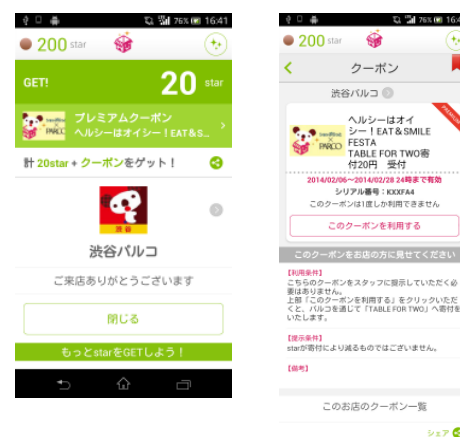 76% 16:41
200 star
GET!
20 star
プレミアムクーポン
ヘルシーはオイシー！EAT&S...
計 20star + クーポンをゲット！
渋谷パルコ
ご来店ありがとうございます
閉じる
もっとstarをGETしよう！
76% 16:4
200 star
クーポン
渋谷パルコ
PREMIUM
PARCO
ヘルシーはオイ
シー！EAT&SMILE
FESTA
TABLE FOR TWO寄
付20円 受付
2014/02/06〜2014/02/28 24時まで有効
シリアル番号：KXXFA4
このクーポンは1度しか利用できません
このクーポンを利用する
このクーポンをお店の方に見せてください
【利用条件】
こちらのクーポンをスタッフに提示していただく必
要はありません。
上部「このクーポンを利用する」をクリックいただ
くと、パルコを通じて「TABLE FOR TWO」へ寄付を
いたします。
【提示条件】
starが寄付により減るものではございません。
【備考】
このお店のクーポン一覧
シェア